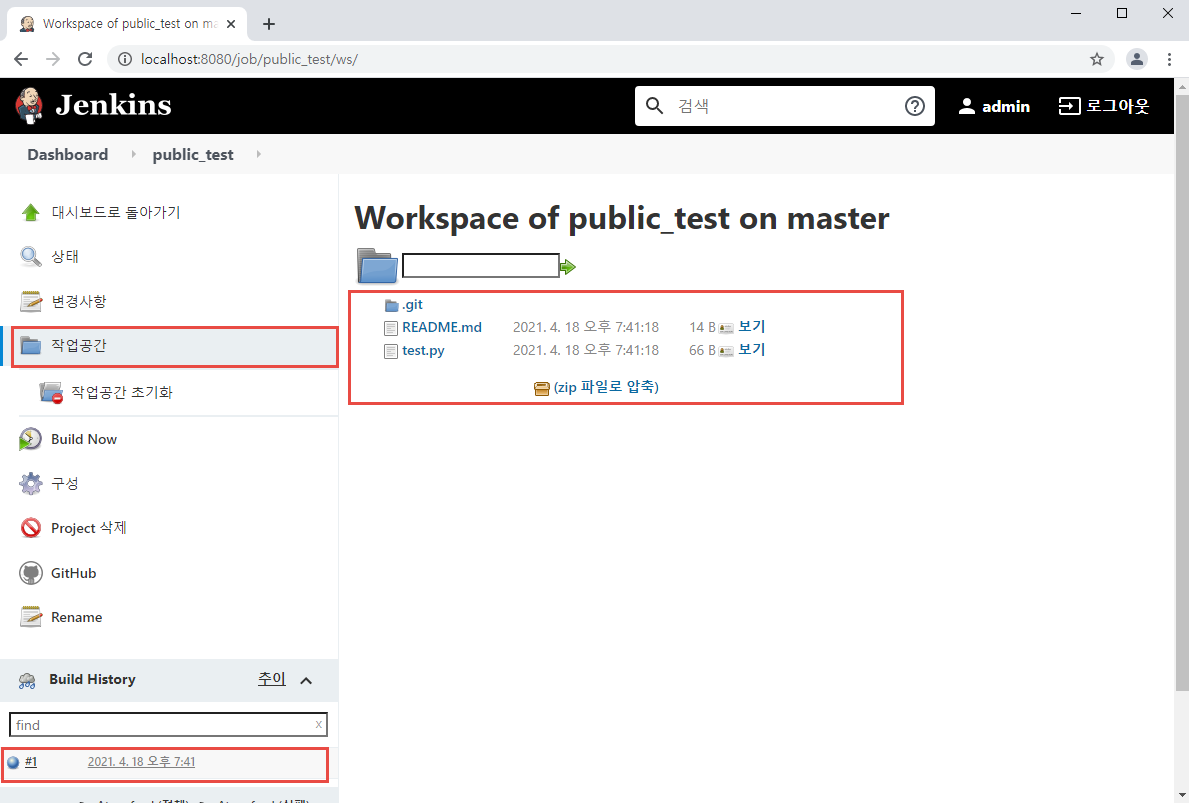 Workspace of public_test on ma
localhost:8080/job/public_test/ws/
Jenkins
검색
admin
로그아웃
Dashboard
public_test
대시보드로 돌아가기
상태
변경사항
작업공간
작업공간 초기화
Build Now
구성
Project 삭제
GitHub
Rename
Build History 추이
find x
#1 2021. 4. 18 오후 7:41
Workspace of public_test on master
.git
README.md 2021. 4. 18 오후 7:41:18 14 B 보기
test.py 2021. 4. 18 오후 7:41:18 66 B 보기
(zip 파일로 압축)